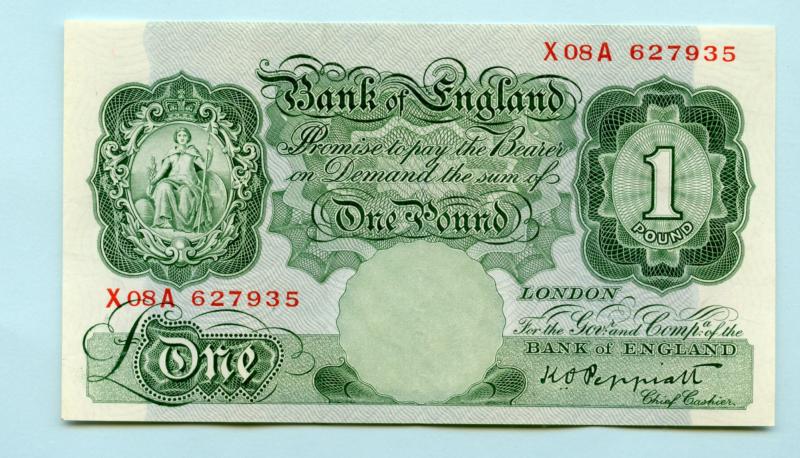 X08A 627935
Bank of England
Promise to pay the Bearer
on Demand the sum of
One Pound
1
POUND
X08A 627935
LONDON
For the Govr. and Compa. of the
BANK of ENGLAND
£ One
K O Peppiatt
Chief Cashier.